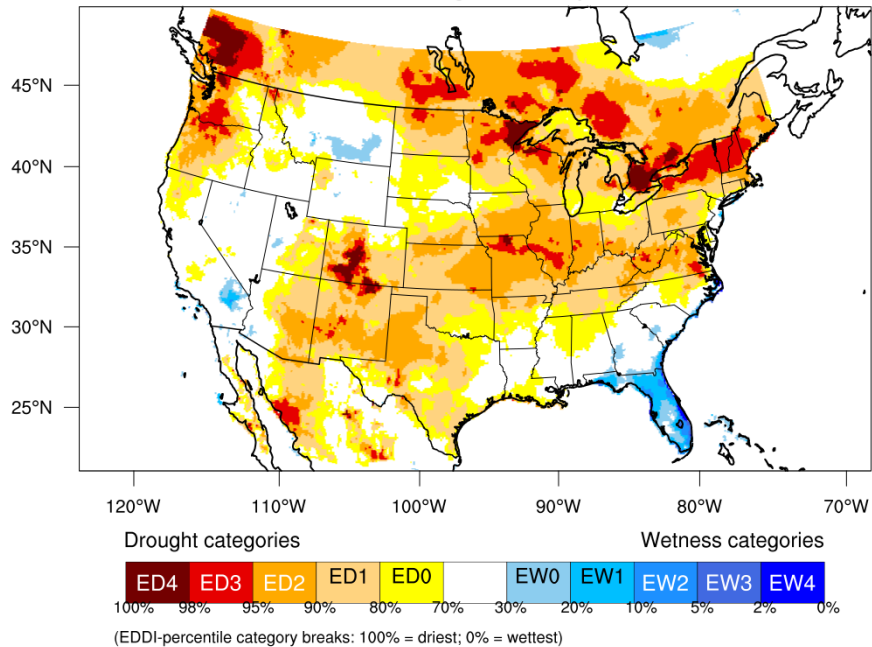 45°N
40°N
35°N
30°N
25°N
120°W 110°W 100°W 90°W 80°W 70°W
Drought categories Wetness categories
ED4 ED3 ED2 ED1 ED0 EW0 EW1 EW2 EW3 EW4
100% 98% 95% 90% 80% 70% 30% 20% 10% 5% 2% 0%
(EDDI-percentile category breaks: 100% = driest; 0% = wettest)